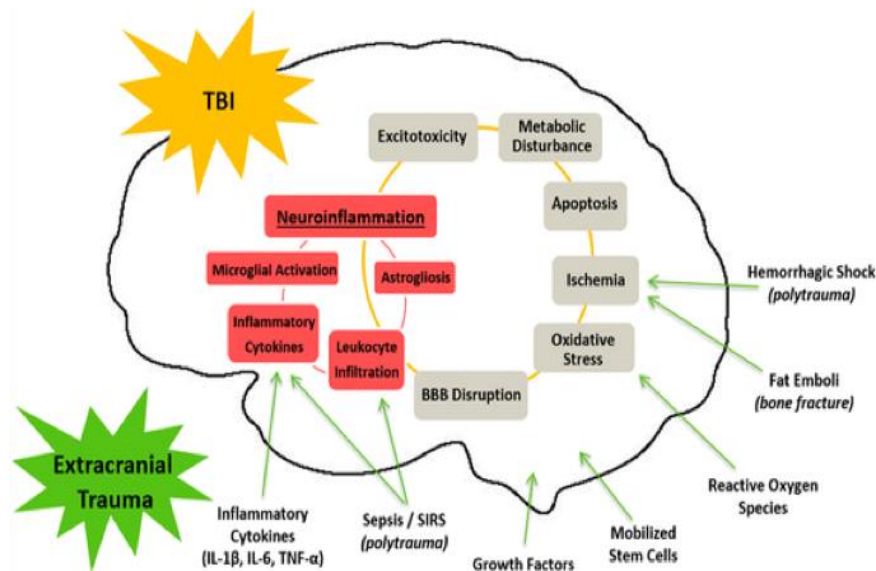 TBI
Excitotoxicity
Metabolic
Disturbance
Neuroinflammation
Apoptosis
Microglial Activation
Astrogliosis
Ischemia
Hemorrhagic Shock
(polytrauma)
Inflammatory
Cytokines
Leukocyte
Infiltration
Oxidative
Stress
BBB Disruption
Fat Emboli
(bone fracture)
Extracranial
Trauma
Inflammatory
Cytokines
(IL-1β, IL-6, TNF-α)
Sepsis / SIRS
(polytrauma)
Growth Factors
Mobilized
Stem Cells
Reactive Oxygen
Species